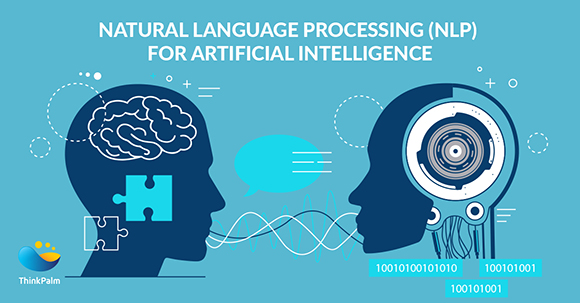 NATURAL LANGUAGE PROCESSING (NLP)
FOR ARTIFICIAL INTELLIGENCE
ThinkPalm
10010100101010 100101001
100101001